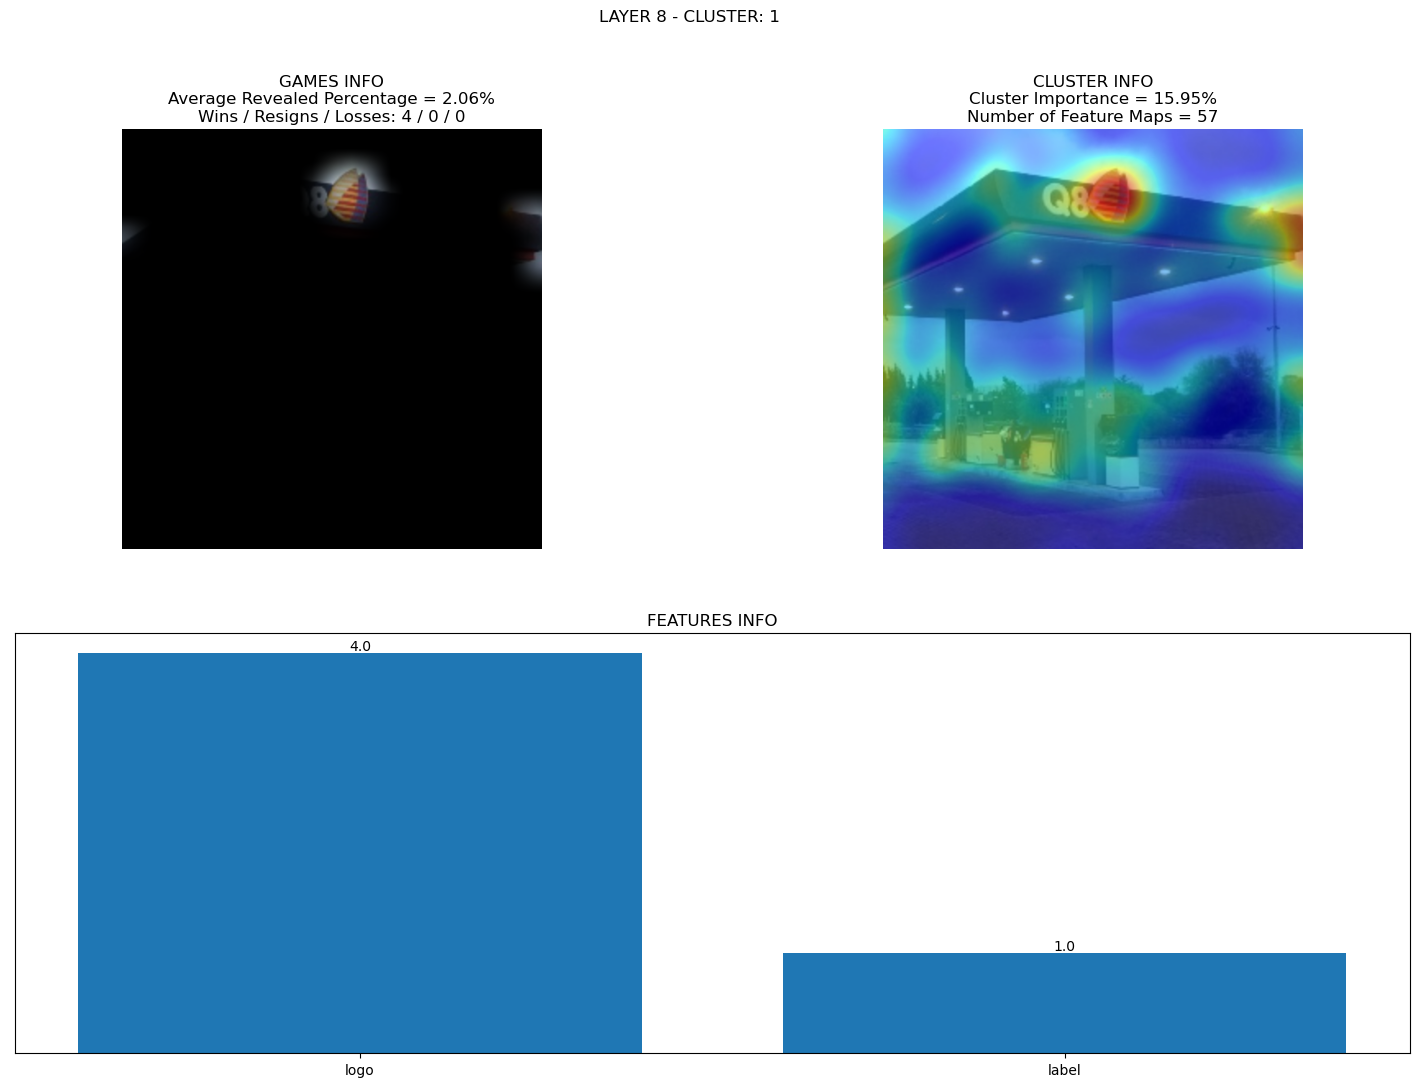 LAYER 8 - CLUSTER: 1
GAMES INFO
Average Revealed Percentage = 2.06%
Wins / Resigns / Losses: 4 / 0 / 0
8
CLUSTER INFO
Cluster Importance = 15.95%
Number of Feature Maps = 57
Q8
FEATURES INFO
4.0
1.0
logo
label